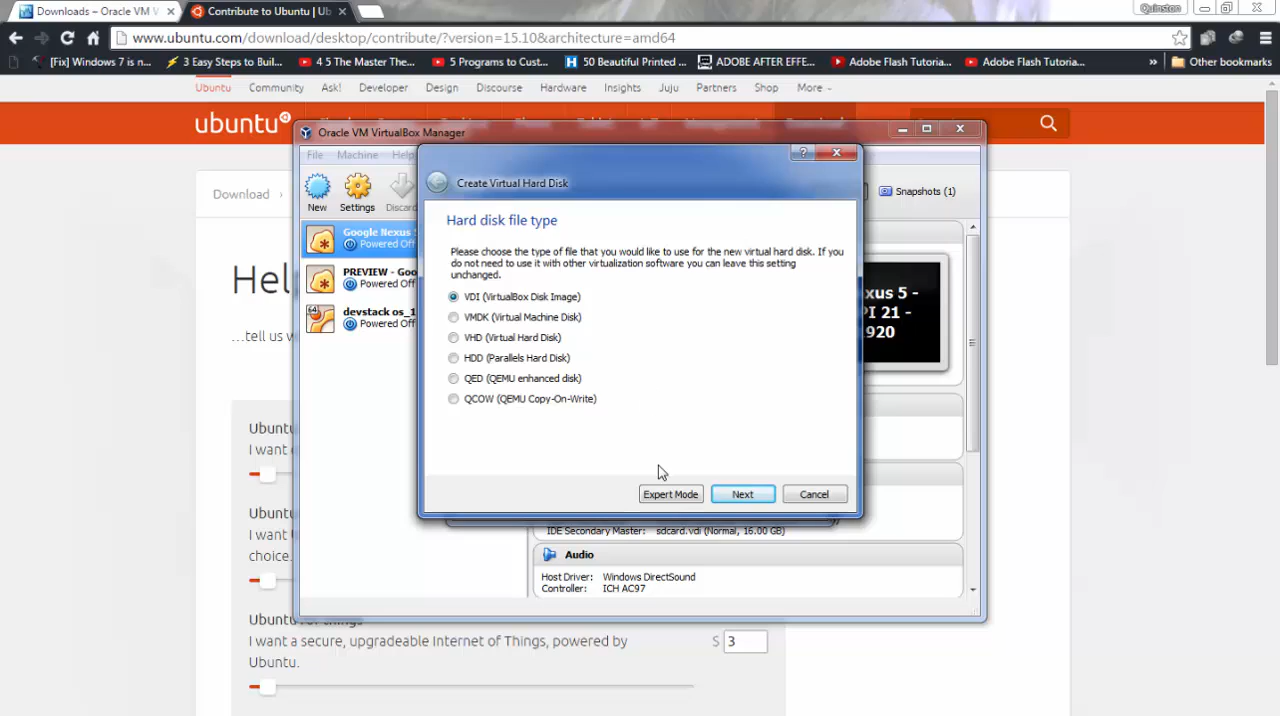 Downloads – Oracle VM V
Contribute to Ubuntu | Ub
Quinston
www.ubuntu.com/download/desktop/contribute/?version=15.10&architecture=amd64
[Fix] Windows 7 is n...
3 Easy Steps to Buil...
4 5 The Master The...
5 Programs to Cust...
50 Beautiful Printed ...
ADOBE AFTER EFFE...
Adobe Flash Tutoria...
Adobe Flash Tutoria...
» Other bookmarks
Ubuntu Community Ask! Developer Design Discourse Hardware Insights Juju Partners Shop More
ubuntu
Download ›
Oracle VM VirtualBox Manager
File Machine Help
New Settings Discard
Snapshots (1)
Google Nexus 5
Powered Off
PREVIEW - Goo
Powered Off
64
devstack os_1
Powered Off
exus 5 -
PI 21 -
920
Create Virtual Hard Disk
Hard disk file type
Please choose the type of file that you would like to use for the new virtual hard disk. If you
do not need to use it with other virtualization software you can leave this setting
unchanged.
VDI (VirtualBox Disk Image)
VMDK (Virtual Machine Disk)
VHD (Virtual Hard Disk)
HDD (Parallels Hard Disk)
QED (QEMU enhanced disk)
QCOW (QEMU Copy-On-Write)
Expert Mode Next Cancel
IDE Secondary Master: sdcard.vdi (Normal, 16.00 GB)
Audio
Host Driver: Windows DirectSound
Controller: ICH AC97
Hel
…tell us w
Ubuntu
I want
Ubunt
I want
choice.
I want a secure, upgradeable Internet of Things, powered by
Ubuntu.
$ 3